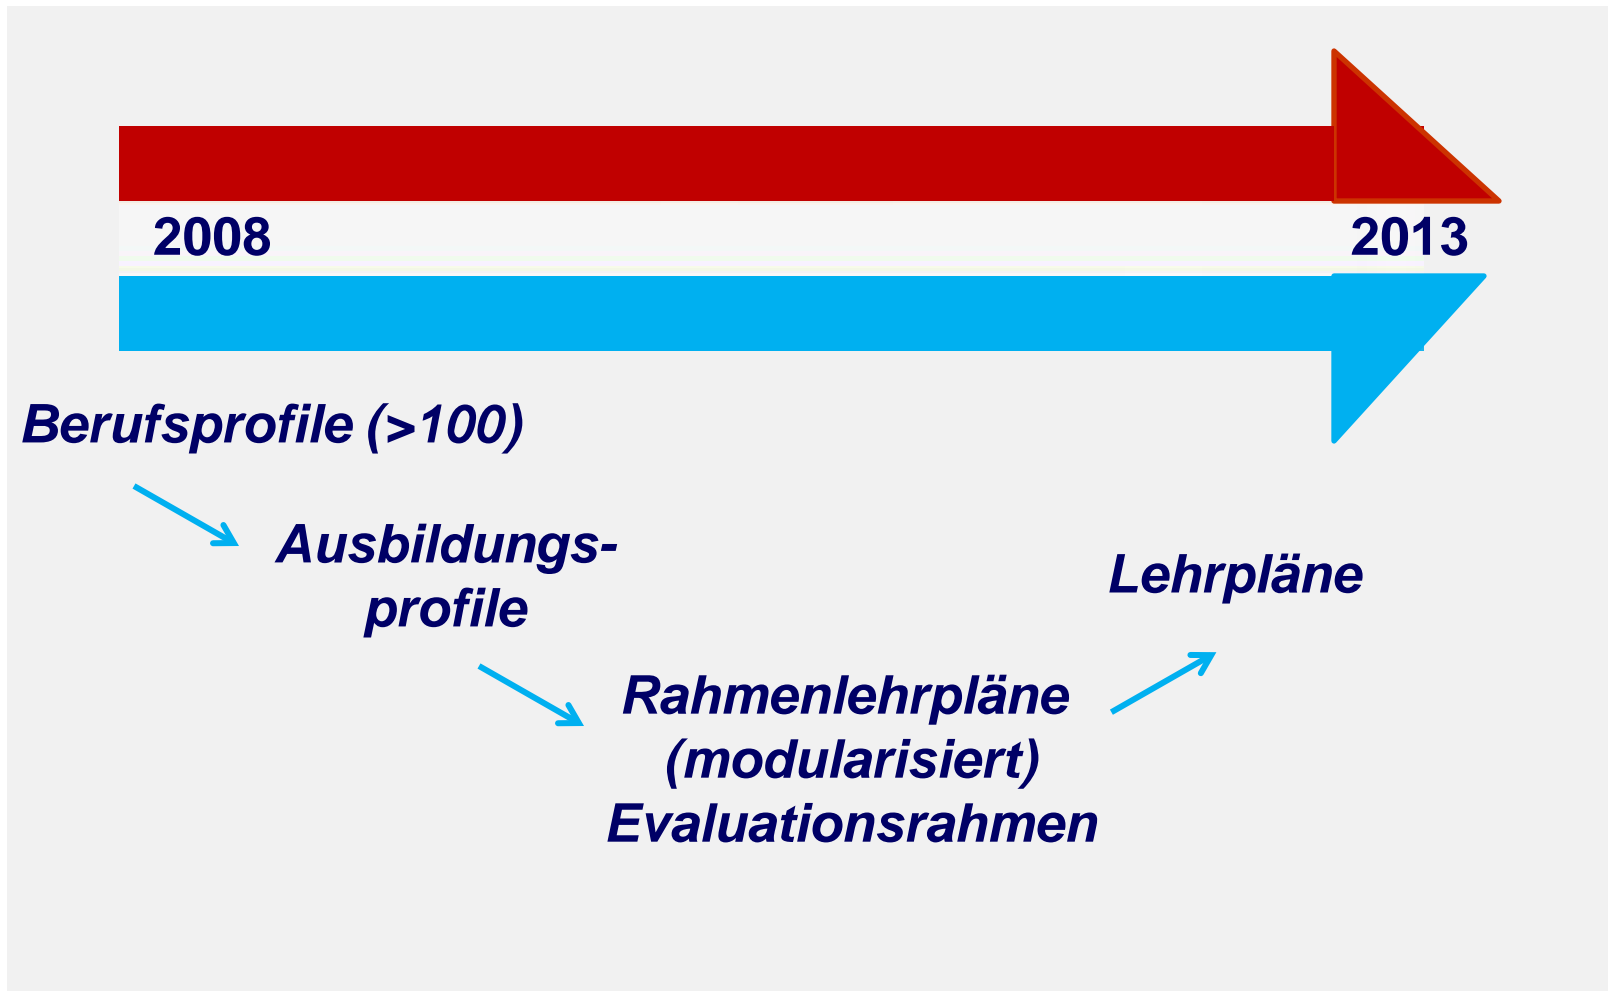 2008
2013
Berufsprofile (>100)
Ausbildungs-
profile
Lehrpläne
Rahmenlehrpläne
(modularisiert)
Evaluationsrahmen